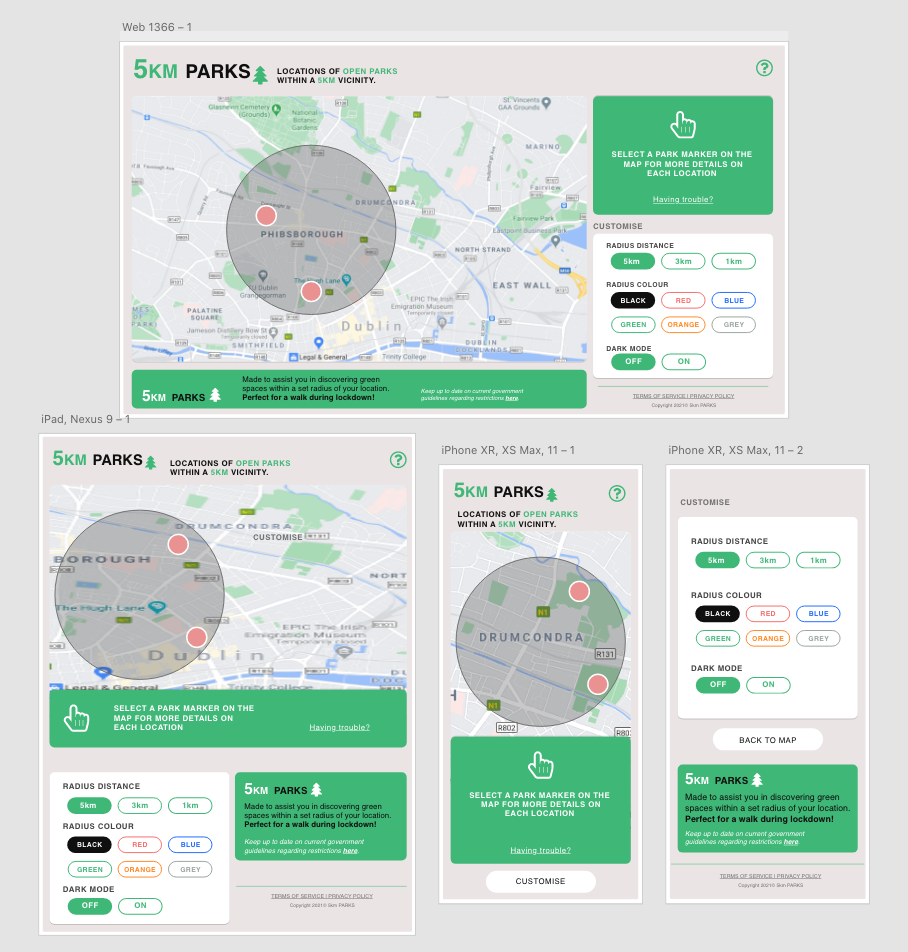 Web 1366 – 1
5KM PARKS
LOCATIONS OF OPEN PARKS
WITHIN A 5KM VICINITY.
Glasnevin Cemetery
(Grounds)
National
Botanic
Gardens
St. Vincents
GAA Grounds
MARINO
DRUMCONDRA
Fairview
Fairview Park
Eastpoint Business Park
PHIBSBOROUGH
NORTH STRAND
TU Dublin
Grangegorman
The Hugh Lane
EAST WALL
EPIC The Irish
Emigration Museum
Temporarily closed
PALATINE
SQUARE
Jameson Distillery Bow St
Temporarily closed
SMITHFIELD
Dublin
DUBLIN
DOCKLANDS
Legal & General
Trinity College
SELECT A PARK MARKER ON THE
MAP FOR MORE DETAILS ON
EACH LOCATION
Having trouble?
CUSTOMISE
RADIUS DISTANCE
5km 3km 1km
RADIUS COLOUR
BLACK RED BLUE
GREEN ORANGE GREY
DARK MODE
OFF ON
5KM PARKS
Made to assist you in discovering green
spaces within a set radius of your location.
Perfect for a walk during lockdown!
Keep up to date on current government
guidelines regarding restrictions here.
TERMS OF SERVICE | PRIVACY POLICY
Copyright 2021© 5km PARKS
iPad, Nexus 9 – 1
5KM PARKS
LOCATIONS OF OPEN PARKS
WITHIN A 5KM VICINITY.
DRUMCONDRA
CUSTOMISE
BOROUGH
NORT
The Hugh Lane
EPIC The Irish
Emigration Museum
Temporarily closed
Dublin
DUB
DOCK
Legal & General
Trinity College
SELECT A PARK MARKER ON THE
MAP FOR MORE DETAILS ON
EACH LOCATION
Having trouble?
RADIUS DISTANCE
5km 3km 1km
RADIUS COLOUR
BLACK RED BLUE
GREEN ORANGE GREY
DARK MODE
OFF ON
5KM PARKS
Made to assist you in discovering green
spaces within a set radius of your location.
Perfect for a walk during lockdown!
Keep up to date on current government
guidelines regarding restrictions here.
TERMS OF SERVICE | PRIVACY POLICY
Copyright 2021© 5km PARKS
iPhone XR, XS Max, 11 – 1
5KM PARKS
LOCATIONS OF OPEN PARKS
WITHIN A 5KM VICINITY.
N1
DRUMCONDRA
R131
N1
R802
R80
SELECT A PARK MARKER ON THE
MAP FOR MORE DETAILS ON
EACH LOCATION
Having trouble?
CUSTOMISE
iPhone XR, XS Max, 11 – 2
CUSTOMISE
RADIUS DISTANCE
5km 3km 1km
RADIUS COLOUR
BLACK RED BLUE
GREEN ORANGE GREY
DARK MODE
OFF ON
BACK TO MAP
5KM PARKS
Made to assist you in discovering green
spaces within a set radius of your location.
Perfect for a walk during lockdown!
Keep up to date on current government
guidelines regarding restrictions here.
TERMS OF SERVICE | PRIVACY POLICY
Copyright 2021© 5km PARKS